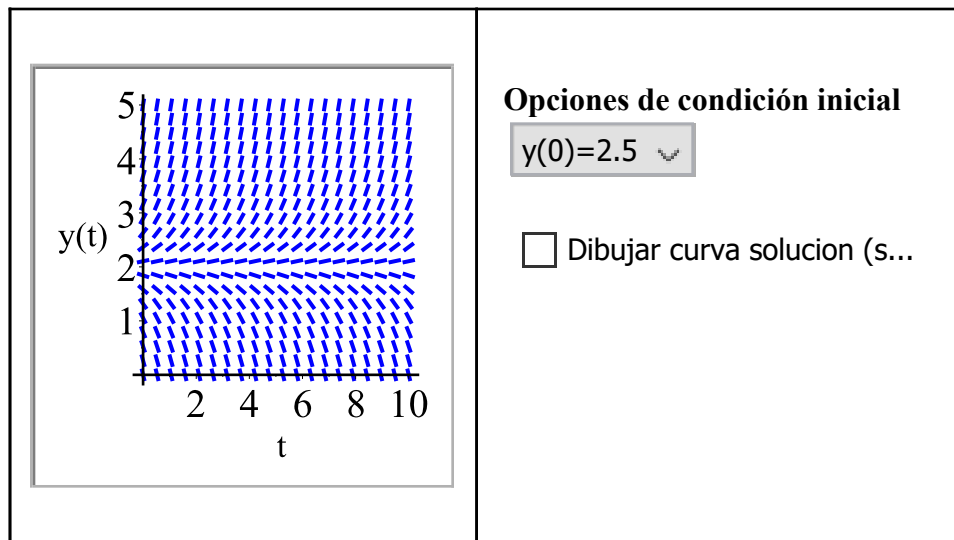 5
4
3
y(t)
2
1
2 4 6 8 10
t
Opciones de condición inicial
y(0)=2.5
Dibujar curva solucion (s...